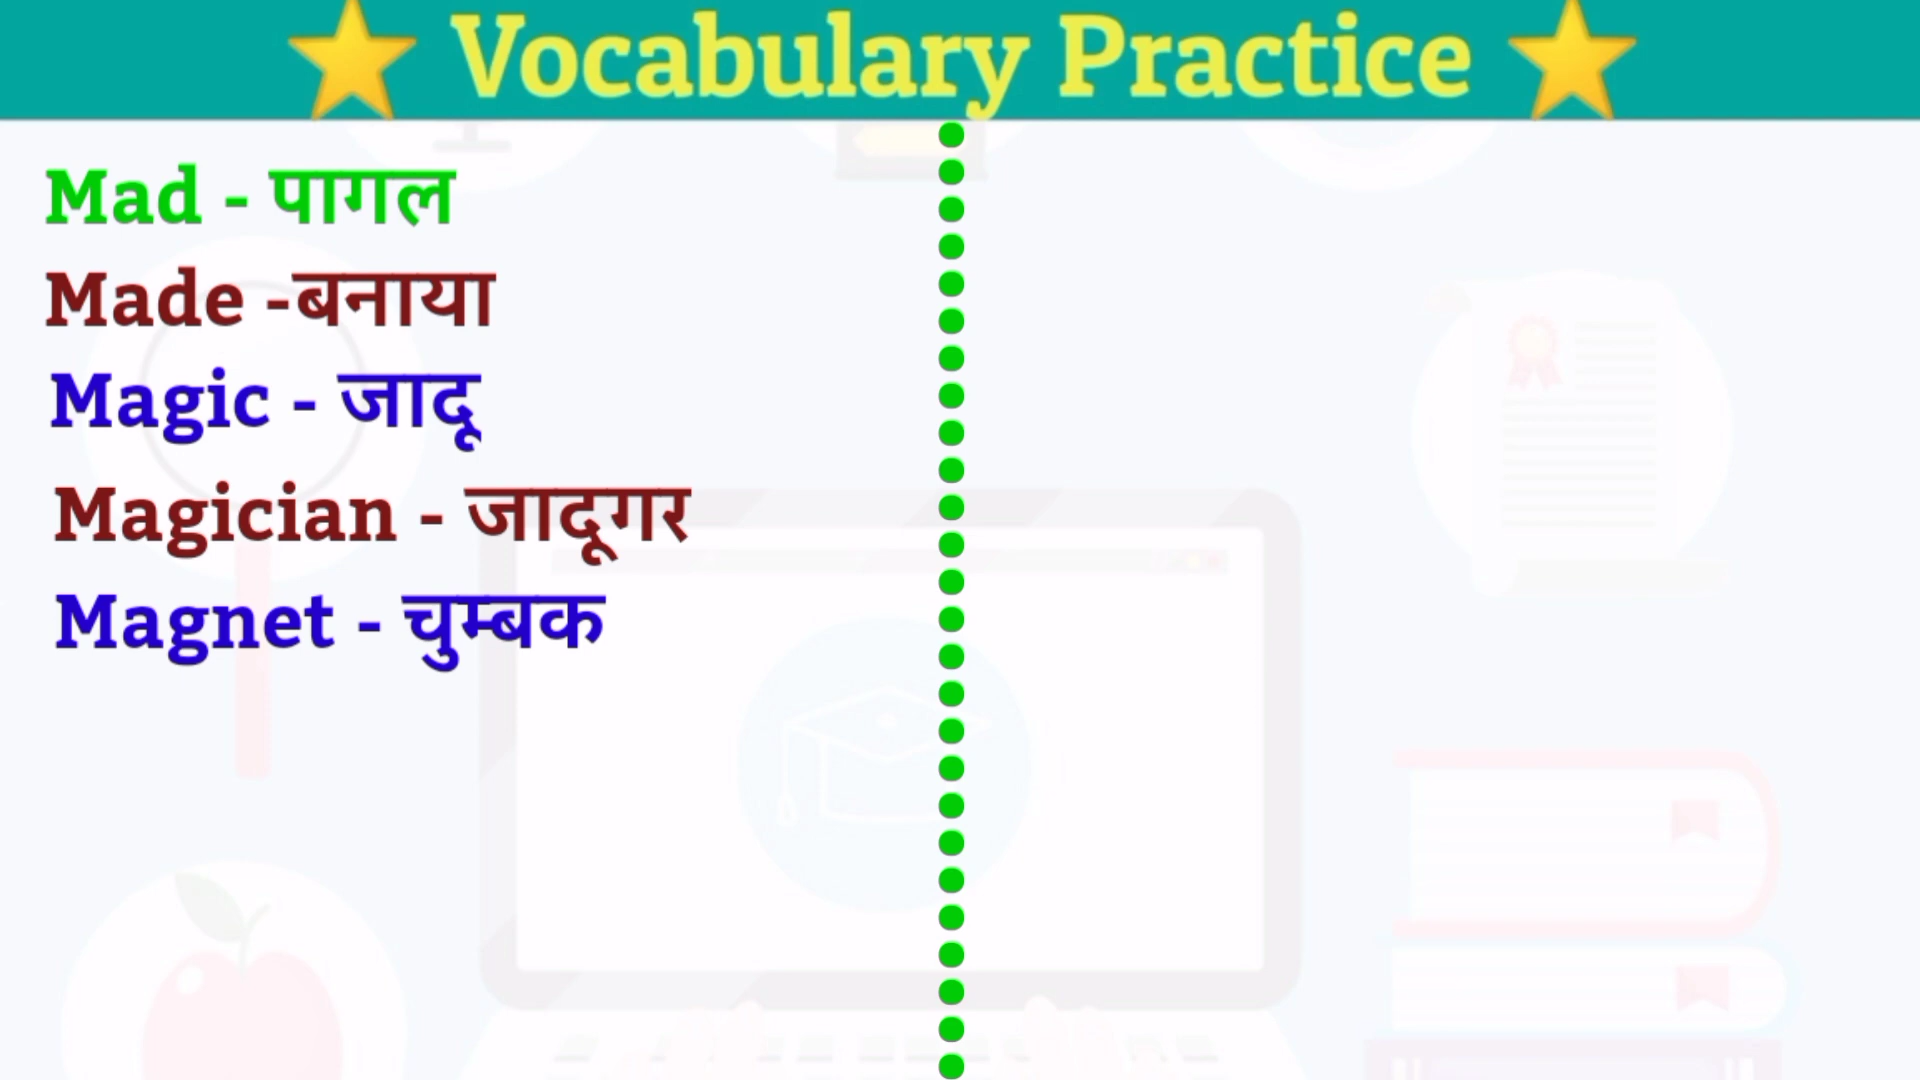 ⭐ Vocabulary Practice ⭐
Mad - पागल
Made -बनाया
Magic - जादू
Magician - जादूगर
Magnet - चुम्बक